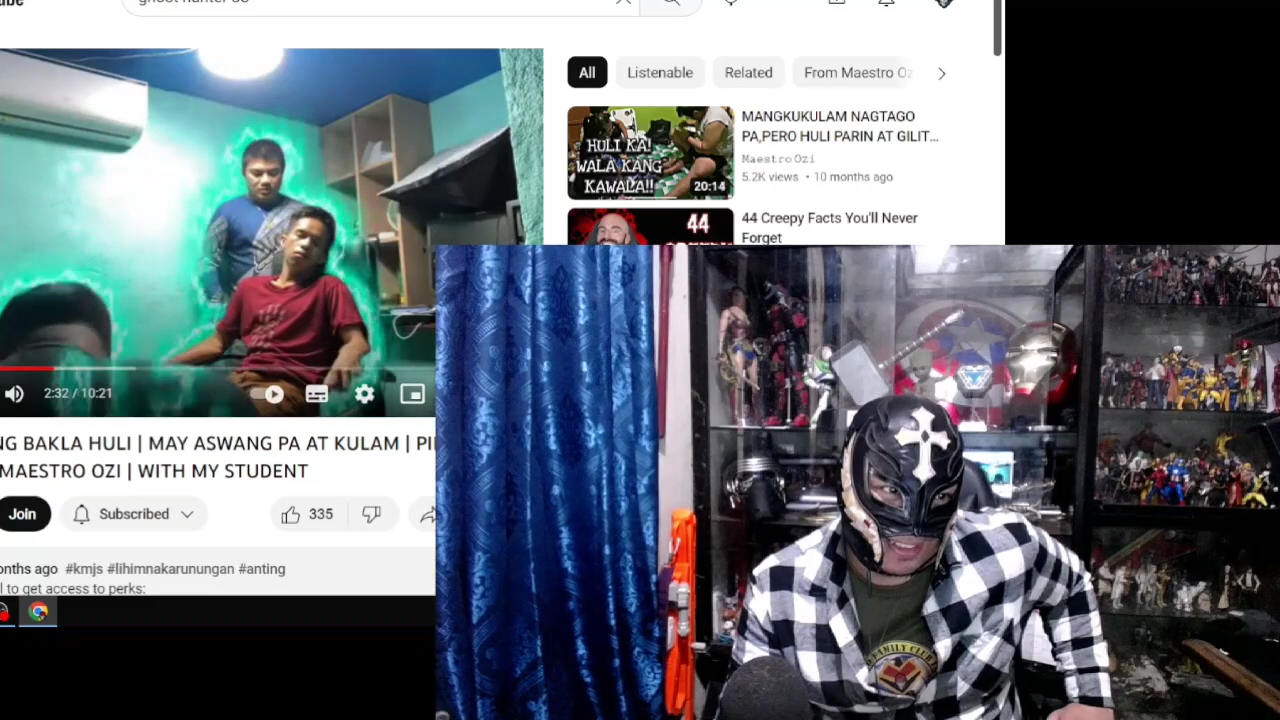 All
Listenable
Related
From Maestro Oz
MANGKUKULAM NAGTAGO
PA,PERO HULI PARIN AT GILIT...
Maestro Ozi
5.2K views • 10 months ago
HULI KA!
WALA KANG
KAWALA!!
20:14
44 Creepy Facts You'll Never
Forget
44
2:32 / 10:21
NG BAKLA HULI | MAY ASWANG PA AT KULAM |
MAESTRO OZI | WITH MY STUDENT
Join
Subscribed
335
onths ago #kmjs #lihimnakarunungan #anting
l to get access to perks:
FAMILY CLUB